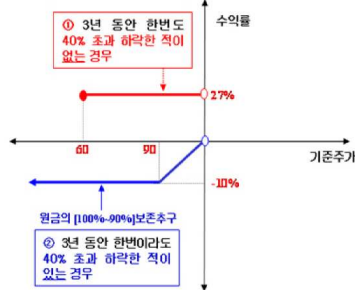 ① 3년 동안 한번도
40% 초과 하락한 적이
없는 경우
수익률
27%
60
90
기준주가
-10%
원금의 [100%~90%]보존추구
② 3년 동안 한번이라도
40% 초과 하락한 적이
있는 경우